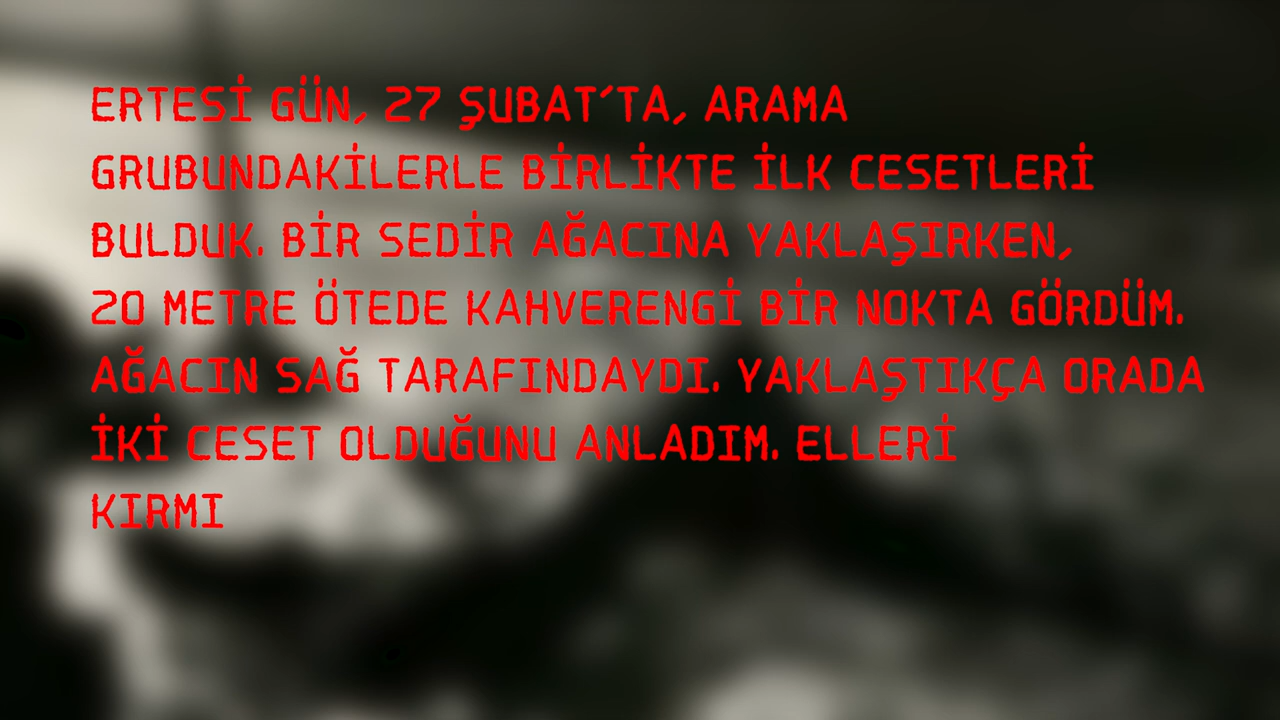 ERTESİ GÜN, 27 ŞUBAT'TA, ARAMA
GRUBUNDAKİLERLE BİRLİKTE İLK CESETLERİ
BULDUK. BİR SEDİR AĞACINA YAKLAŞIRKEN,
20 METRE ÖTEDE KAHVERENGİ BİR NOKTA GÖRDÜM.
AĞACIN SAĞ TARAFINDAYDI. YAKLAŞTIKÇA ORADA
İKİ CESET OLDUĞUNU ANLADIM. ELLERİ
KIRMI